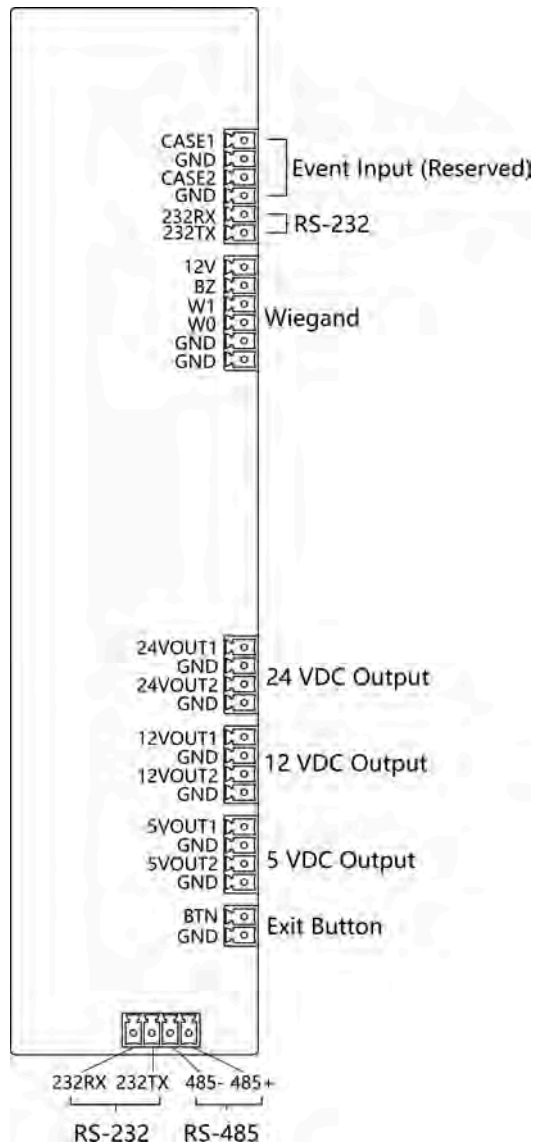 CASE1
GND
CASE2
GND
Event Input (Reserved)
232RX
232TX
RS-232
12V
BZ
W1
W0
GND
GND
Wiegand
24VOUT1
GND
24VOUT2
GND
24 VDC Output
12VOUT1
GND
12VOUT2
GND
12 VDC Output
5VOUT1
GND
5VOUT2
GND
5 VDC Output
BTN
GND
Exit Button
232RX 232TX 485- 485+
RS-232 RS-485